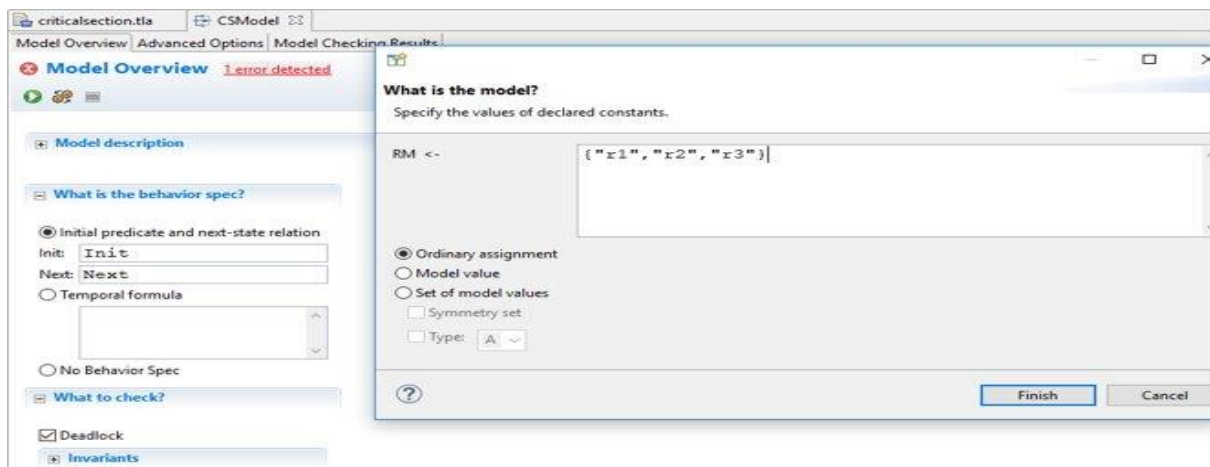 criticalsection.tla CSModel
Model Overview Advanced Options Model Checking Results
Model Overview 1 error detected
Model description
What is the behavior spec?
Initial predicate and next-state relation
Init: Init
Next: Next
Temporal formula
No Behavior Spec
What to check?
Deadlock
Invariants
What is the model?
Specify the values of declared constants.
RM <- {"r1","r2","r3"}
Ordinary assignment
Model value
Set of model values
Symmetry set
Type: A
Finish Cancel